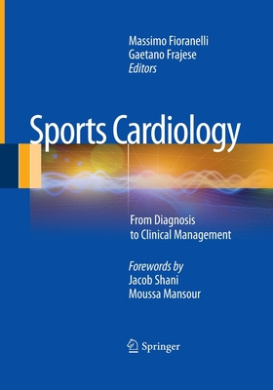 Massimo Fioranelli
Gaetano Frajese
Editors
Sports Cardiology
From Diagnosis
to Clinical Management
Forewords by
Jacob Shani
Moussa Mansour
Springer